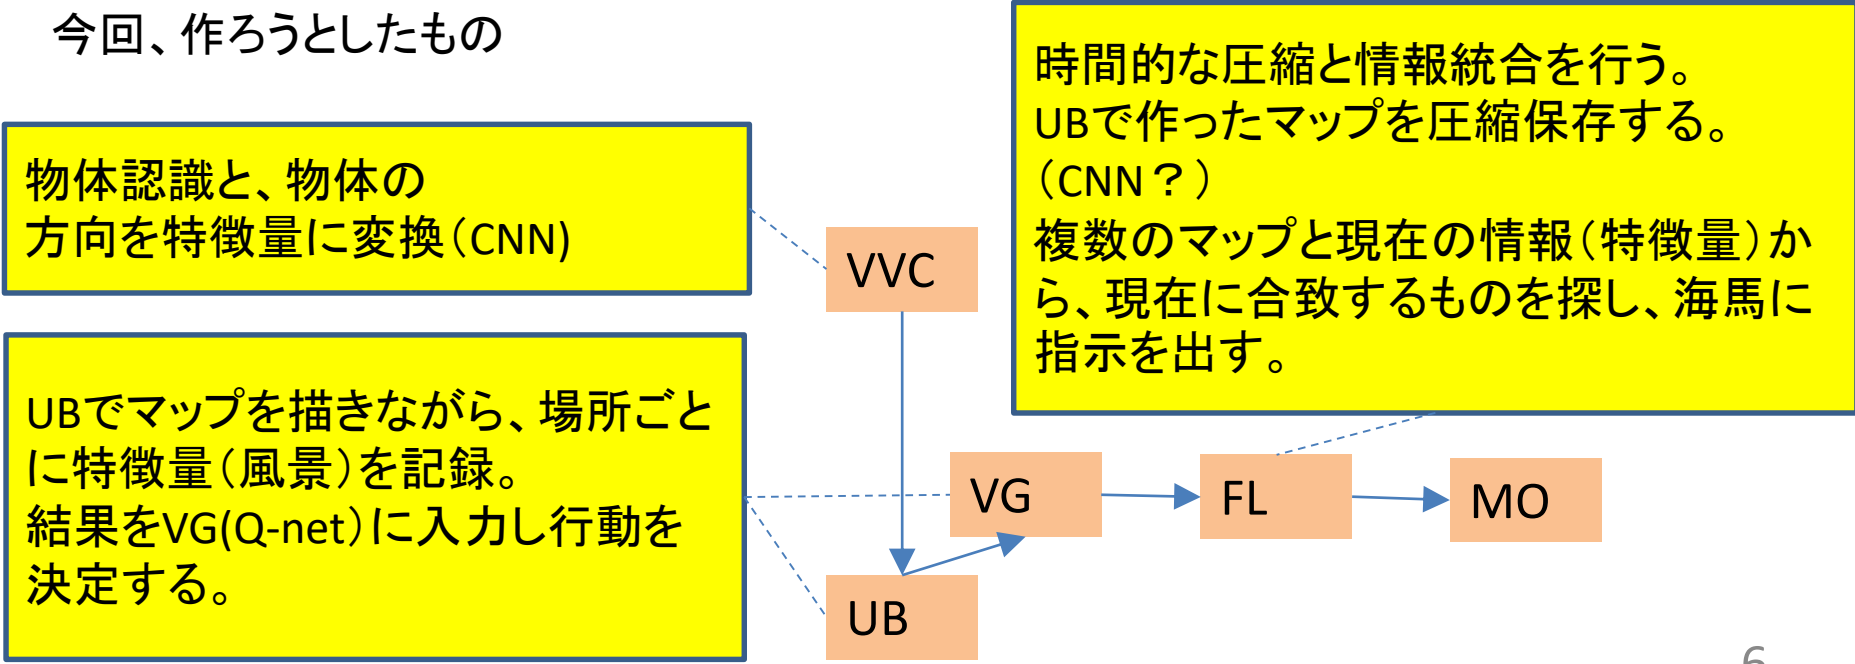 今回、作ろうとしたもの
物体認識と、物体の
方向を特徴量に変換(CNN)
UBでマップを描きながら、場所ごと
に特徴量(風景)を記録。
結果をVG(Q-net)に入力し行動を
決定する。
時間的な圧縮と情報統合を行う。
UBで作ったマップを圧縮保存する。
(CNN?)
複数のマップと現在の情報(特徴量)か
ら、現在に合致するものを探し、海馬に
指示を出す。
VVC
VG
FL
MO
UB
6